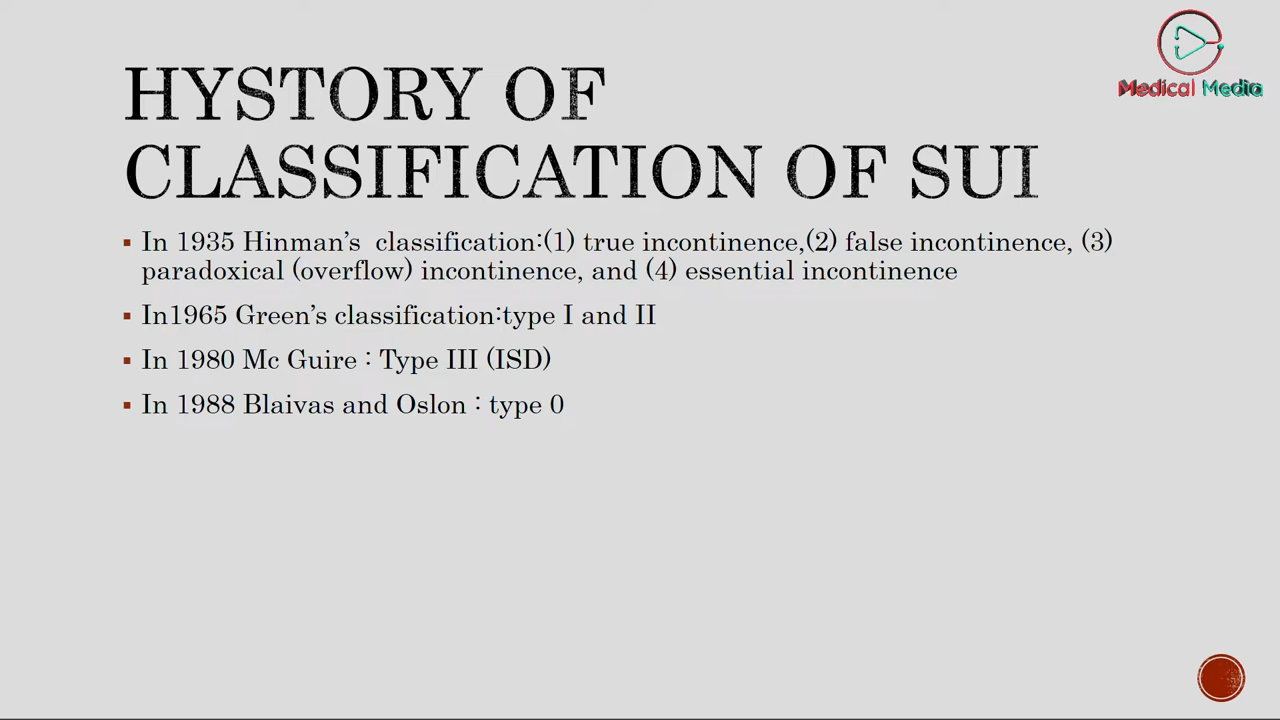 Medical Media
HYSTORY OF
CLASSIFICATION OF SUI
▪ In 1935 Hinman’s  classification:(1) true incontinence,(2) false incontinence, (3)
paradoxical (overflow) incontinence, and (4) essential incontinence
▪ In1965 Green’s classification:type I and II
▪ In 1980 Mc Guire : Type III (ISD)
▪ In 1988 Blaivas and Oslon : type 0